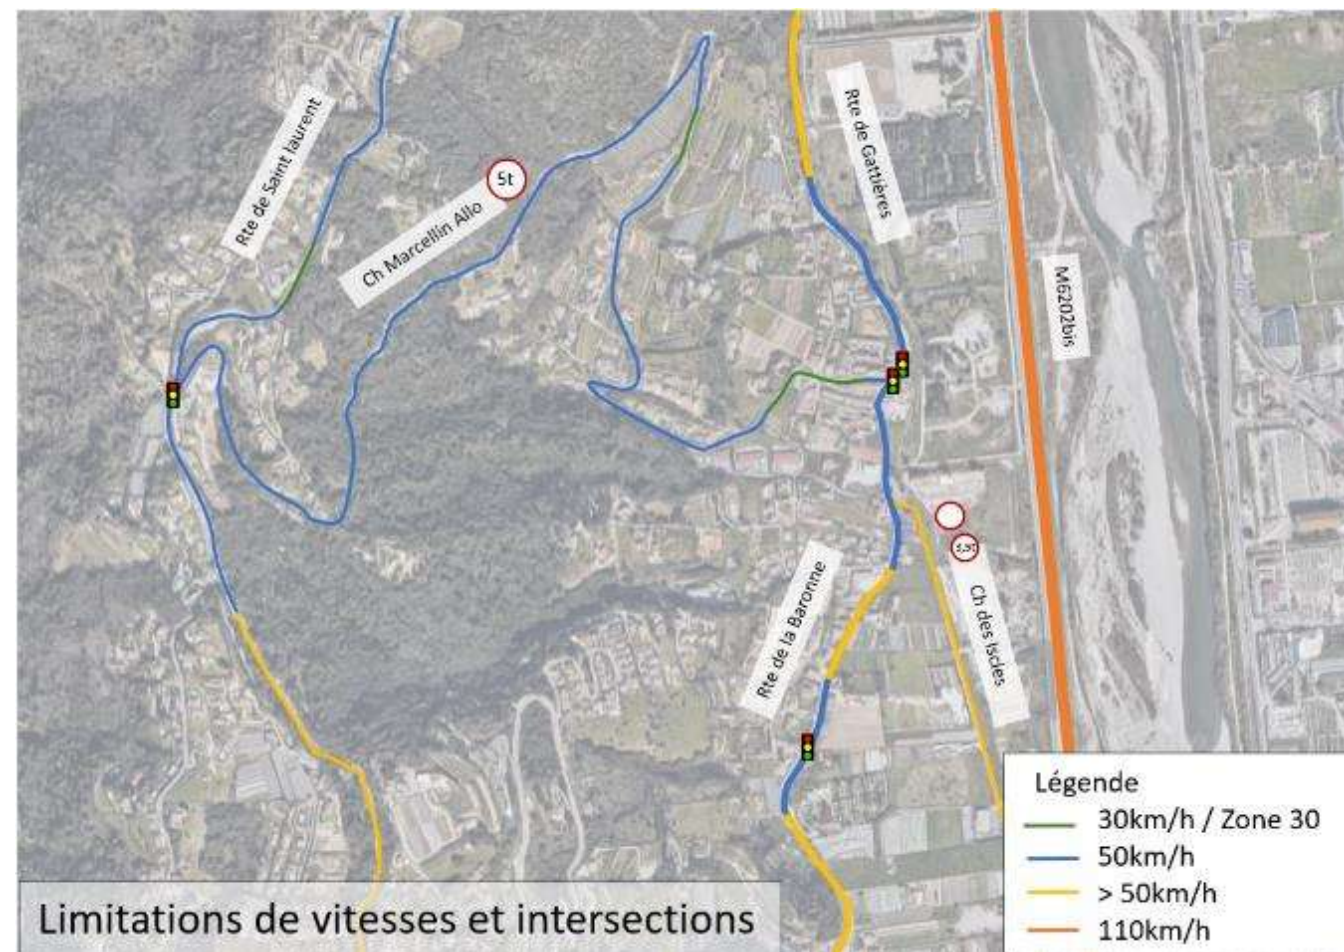 Rte de Saint laurent
5t
Ch Marcellin Allo
Rte de Gattières
M6202bis
Ch des Iscles
Rte de la Baronne
Légende
30km/h / Zone 30
50km/h
> 50km/h
110km/h
Limitations de vitesses et intersections